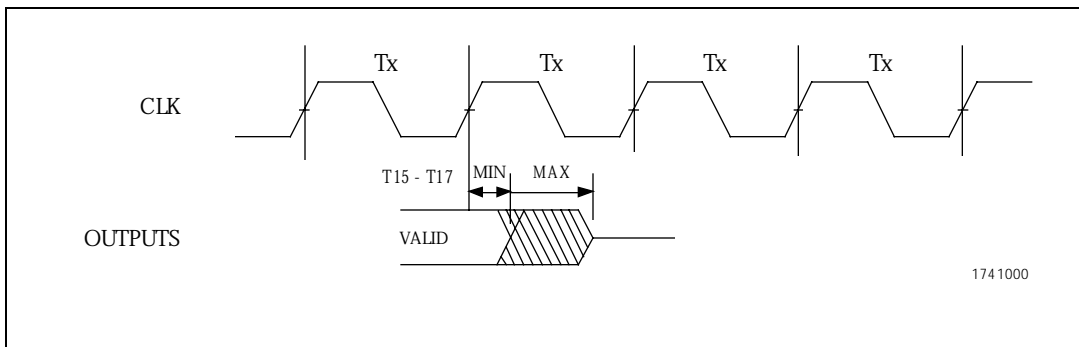 Tx Tx Tx Tx
CLK
T15 - T17 MIN MAX
OUTPUTS VALID
1741000